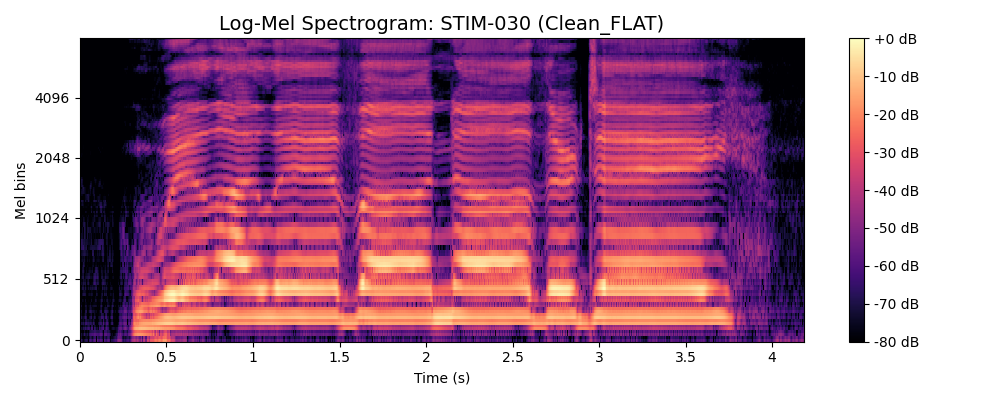 Log-Mel Spectrogram: STIM-030 (Clean_FLAT)
Mel bins
4096
2048
1024
512
0
0 0.5 1 1.5 2 2.5 3 3.5 4
Time (s)
+0 dB
-10 dB
-20 dB
-30 dB
-40 dB
-50 dB
-60 dB
-70 dB
-80 dB